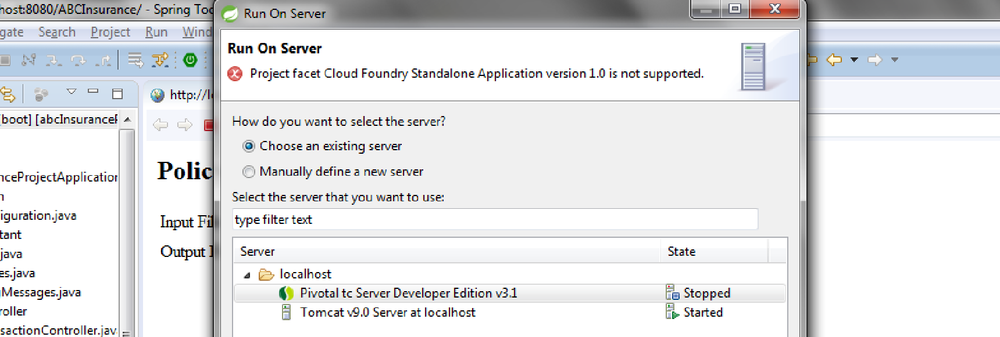 host:8080/ABCInsurance/ - Spring Too
Run On Server
gate Search Project Run Wind
Run On Server
Project facet Cloud Foundry Standalone Application version 1.0 is not supported.
http://l
[boot] [abcInsuranceP
How do you want to select the server?
Choose an existing server
Manually define a new server
Polic
nceProjectApplication
n
iguration.java
tant
java
es.java
gMessages.java
roller
sactionController.jav
Input Fil
Output
Select the server that you want to use:
type filter text
Server State
localhost
Pivotal tc Server Developer Edition v3.1 Stopped
Tomcat v9.0 Server at localhost Started